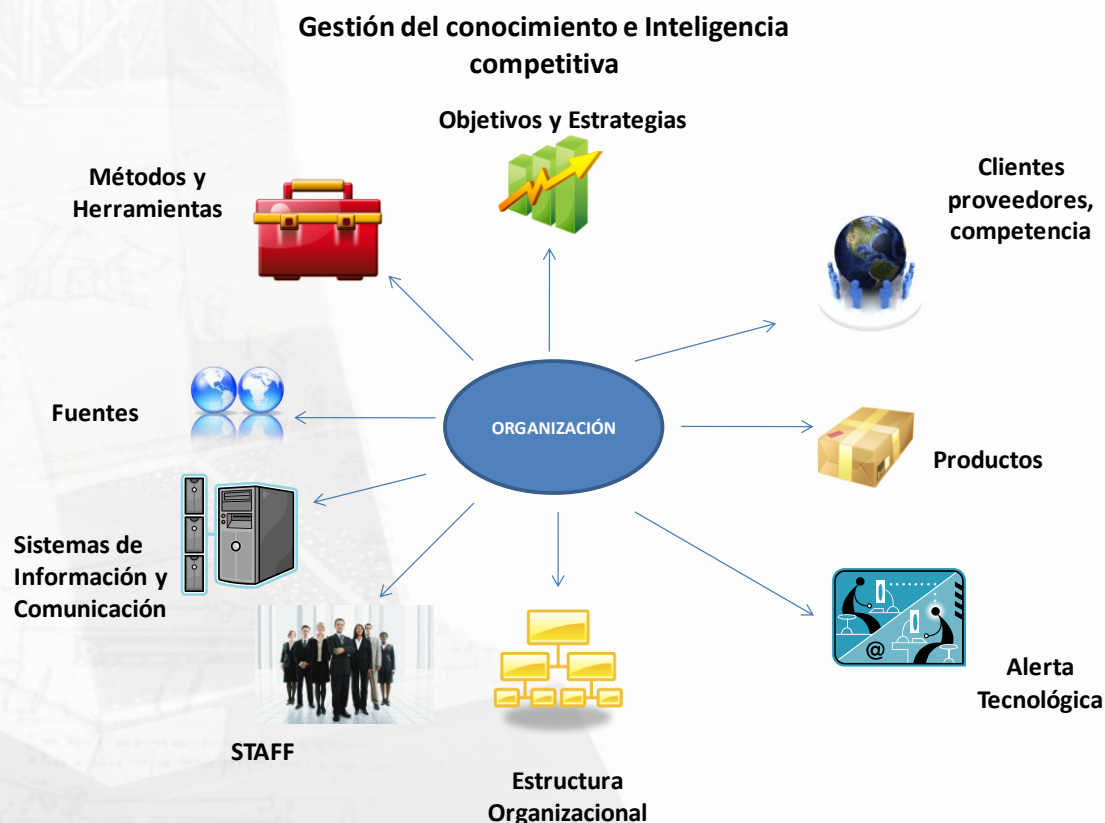 Gestión del conocimiento e Inteligencia
competitiva
Objetivos y Estrategias
Métodos y
Herramientas
Clientes
proveedores,
competencia
Fuentes
ORGANIZACIÓN
Productos
Sistemas de
Información y
Comunicación
@
Alerta
Tecnológica
STAFF
Estructura
Organizacional